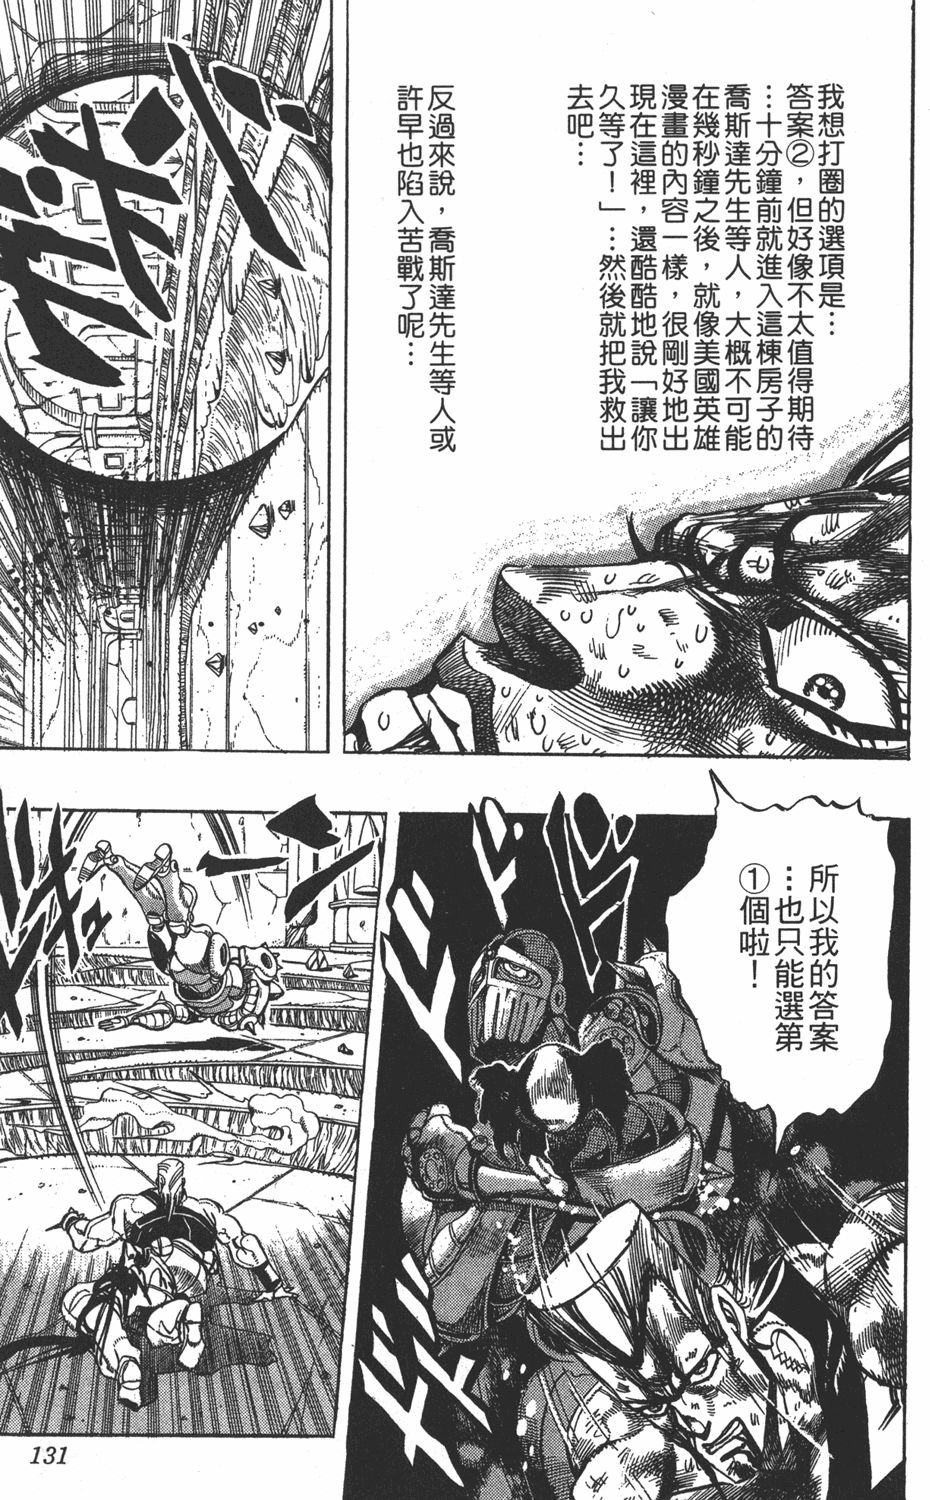 我想打圈的選項是…
答案②，但好像不太值得期待
…十分鐘前就進入這棟房子的
喬斯達先生等人，大概不可能
在幾秒鐘之後，就像美國英雄
漫畫的內容一樣，很剛好地出
現在這裡，還酷酷地說「讓你
久等了！」…然後就把我救出
去吧…
反過來說，喬斯達先生等人或
許早也陷入苦戰了呢…
所以我的答案
…也只能選第
①個啦！
ドドドド
131